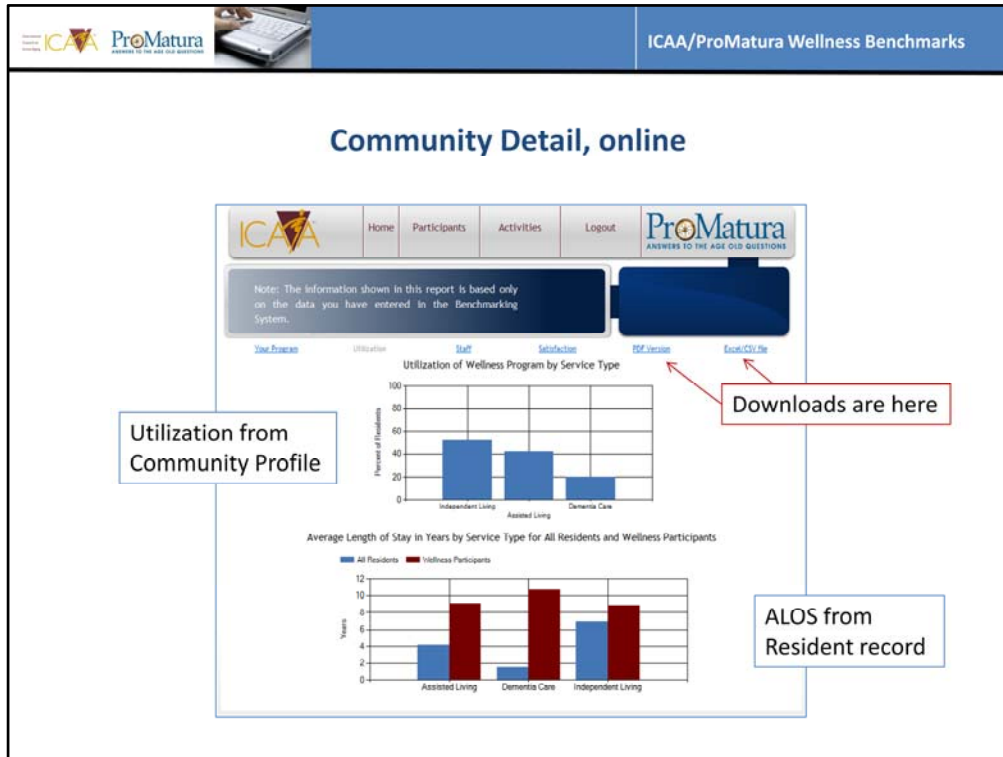 ICAA
ProMatura
ANSWERS TO THE AGE OLD QUESTIONS
ICAA/ProMatura Wellness Benchmarks
Community Detail, online
ICAA
Home
Participants
Activities
Logout
ProMatura
ANSWERS TO THE AGE OLD QUESTIONS
Note: The information shown in this report is based only
on the data you have entered in the Benchmarking
System.
Your Program
Utilization
Staff
Satisfaction
PDF Version
Excel/CSV file
Downloads are here
Utilization from
Community Profile
Utilization of Wellness Program by Service Type
Percent of Residents
100
80
60
40
20
0
Independent Living
Assisted Living
Dementia Care
Average Length of Stay in Years by Service Type for All Residents and Wellness Participants
All Residents
Wellness Participants
Years
12
10
8
6
4
2
0
Assisted Living
Dementia Care
Independent Living
ALOS from
Resident record